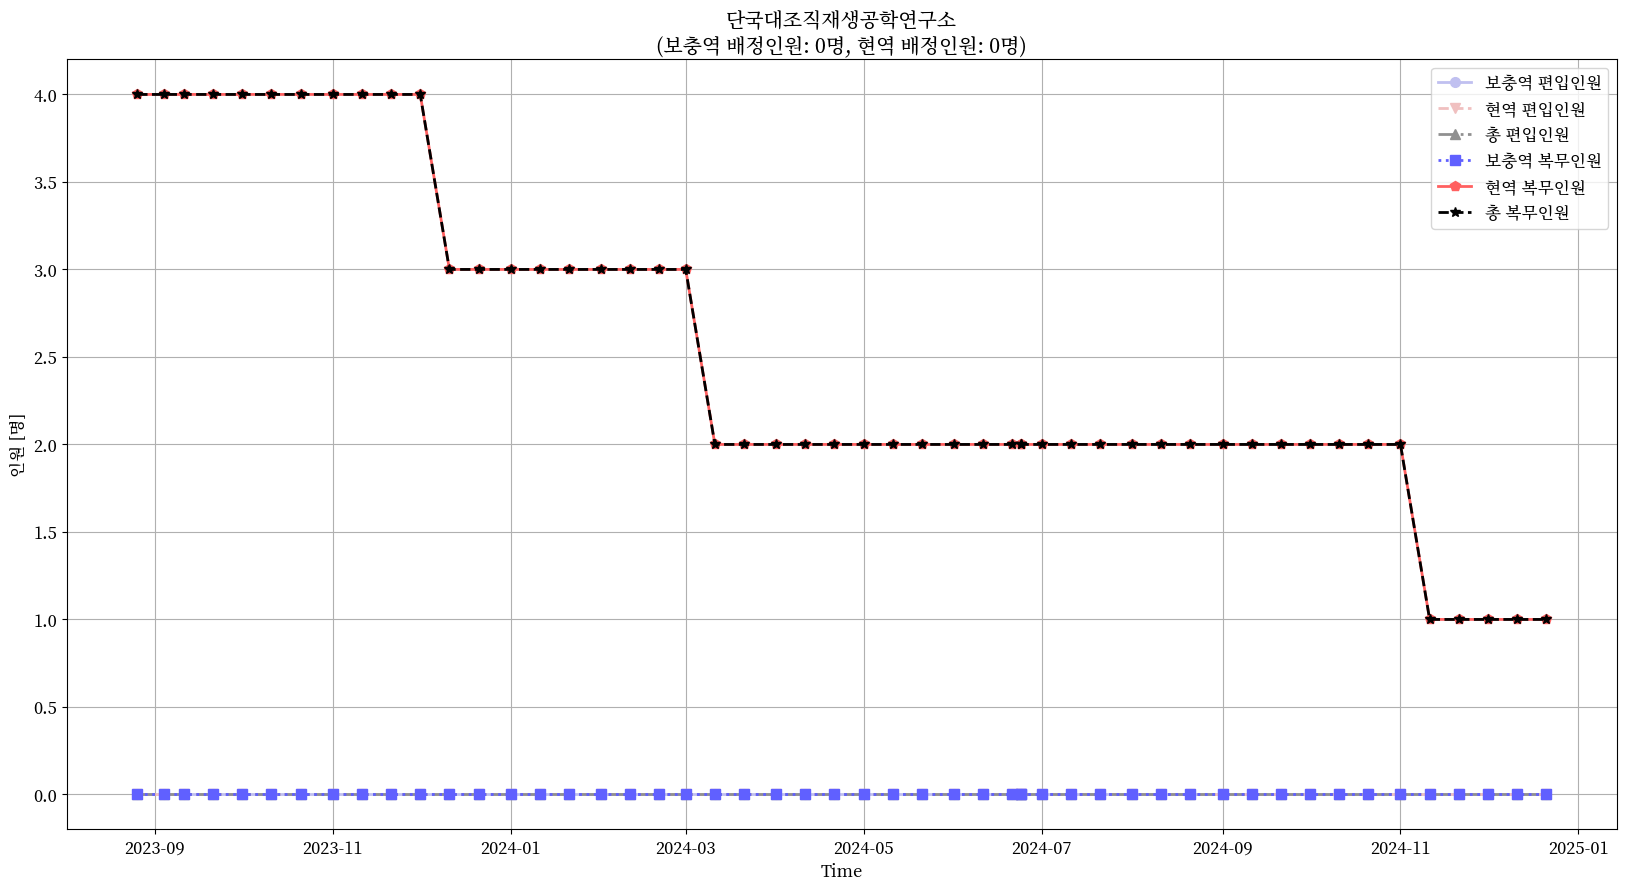 단국대조직재생공학연구소
(보충역 배정인원: 0명, 현역 배정인원: 0명)
보충역 편입인원
현역 편입인원
총 편입인원
보충역 복무인원
현역 복무인원
총 복무인원
인원 [명]
4.0
3.5
3.0
2.5
2.0
1.5
1.0
0.5
0.0
2023-09
2023-11
2024-01
2024-03
2024-05
2024-07
2024-09
2024-11
2025-01
Time